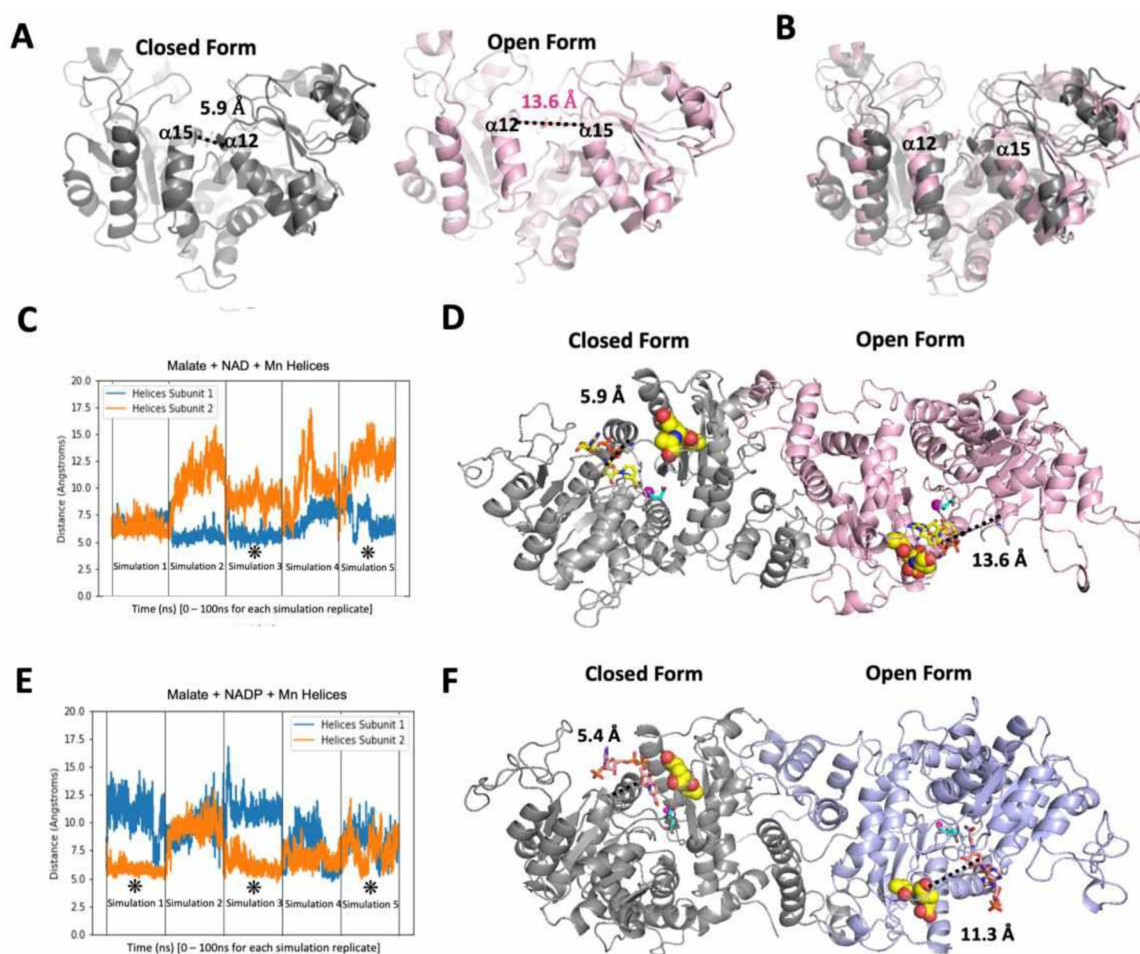 A
Closed Form
5.9 Å
α15
α12
Open Form
13.6 Å
α12
α15
B
α12
α15
C
Malate + NAD + Mn Helices
Helices Subunit 1
Helices Subunit 2
Distance (Angstroms)
20.0
17.5
15.0
12.5
10.0
7.5
5.0
2.5
0.0
Simulation 1
Simulation 2
Simulation 3
Simulation 4
Simulation 5
Time (ns) [0 – 100ns for each simulation replicate]
D
Closed Form
Open Form
5.9 Å
13.6 Å
E
Malate + NADP + Mn Helices
Helices Subunit 1
Helices Subunit 2
Distance (Angstroms)
20.0
17.5
15.0
12.5
10.0
7.5
5.0
2.5
0.0
Simulation 1
Simulation 2
Simulation 3
Simulation 4
Simulation 5
Time (ns) [0 – 100ns for each simulation replicate]
F
Closed Form
Open Form
5.4 Å
11.3 Å